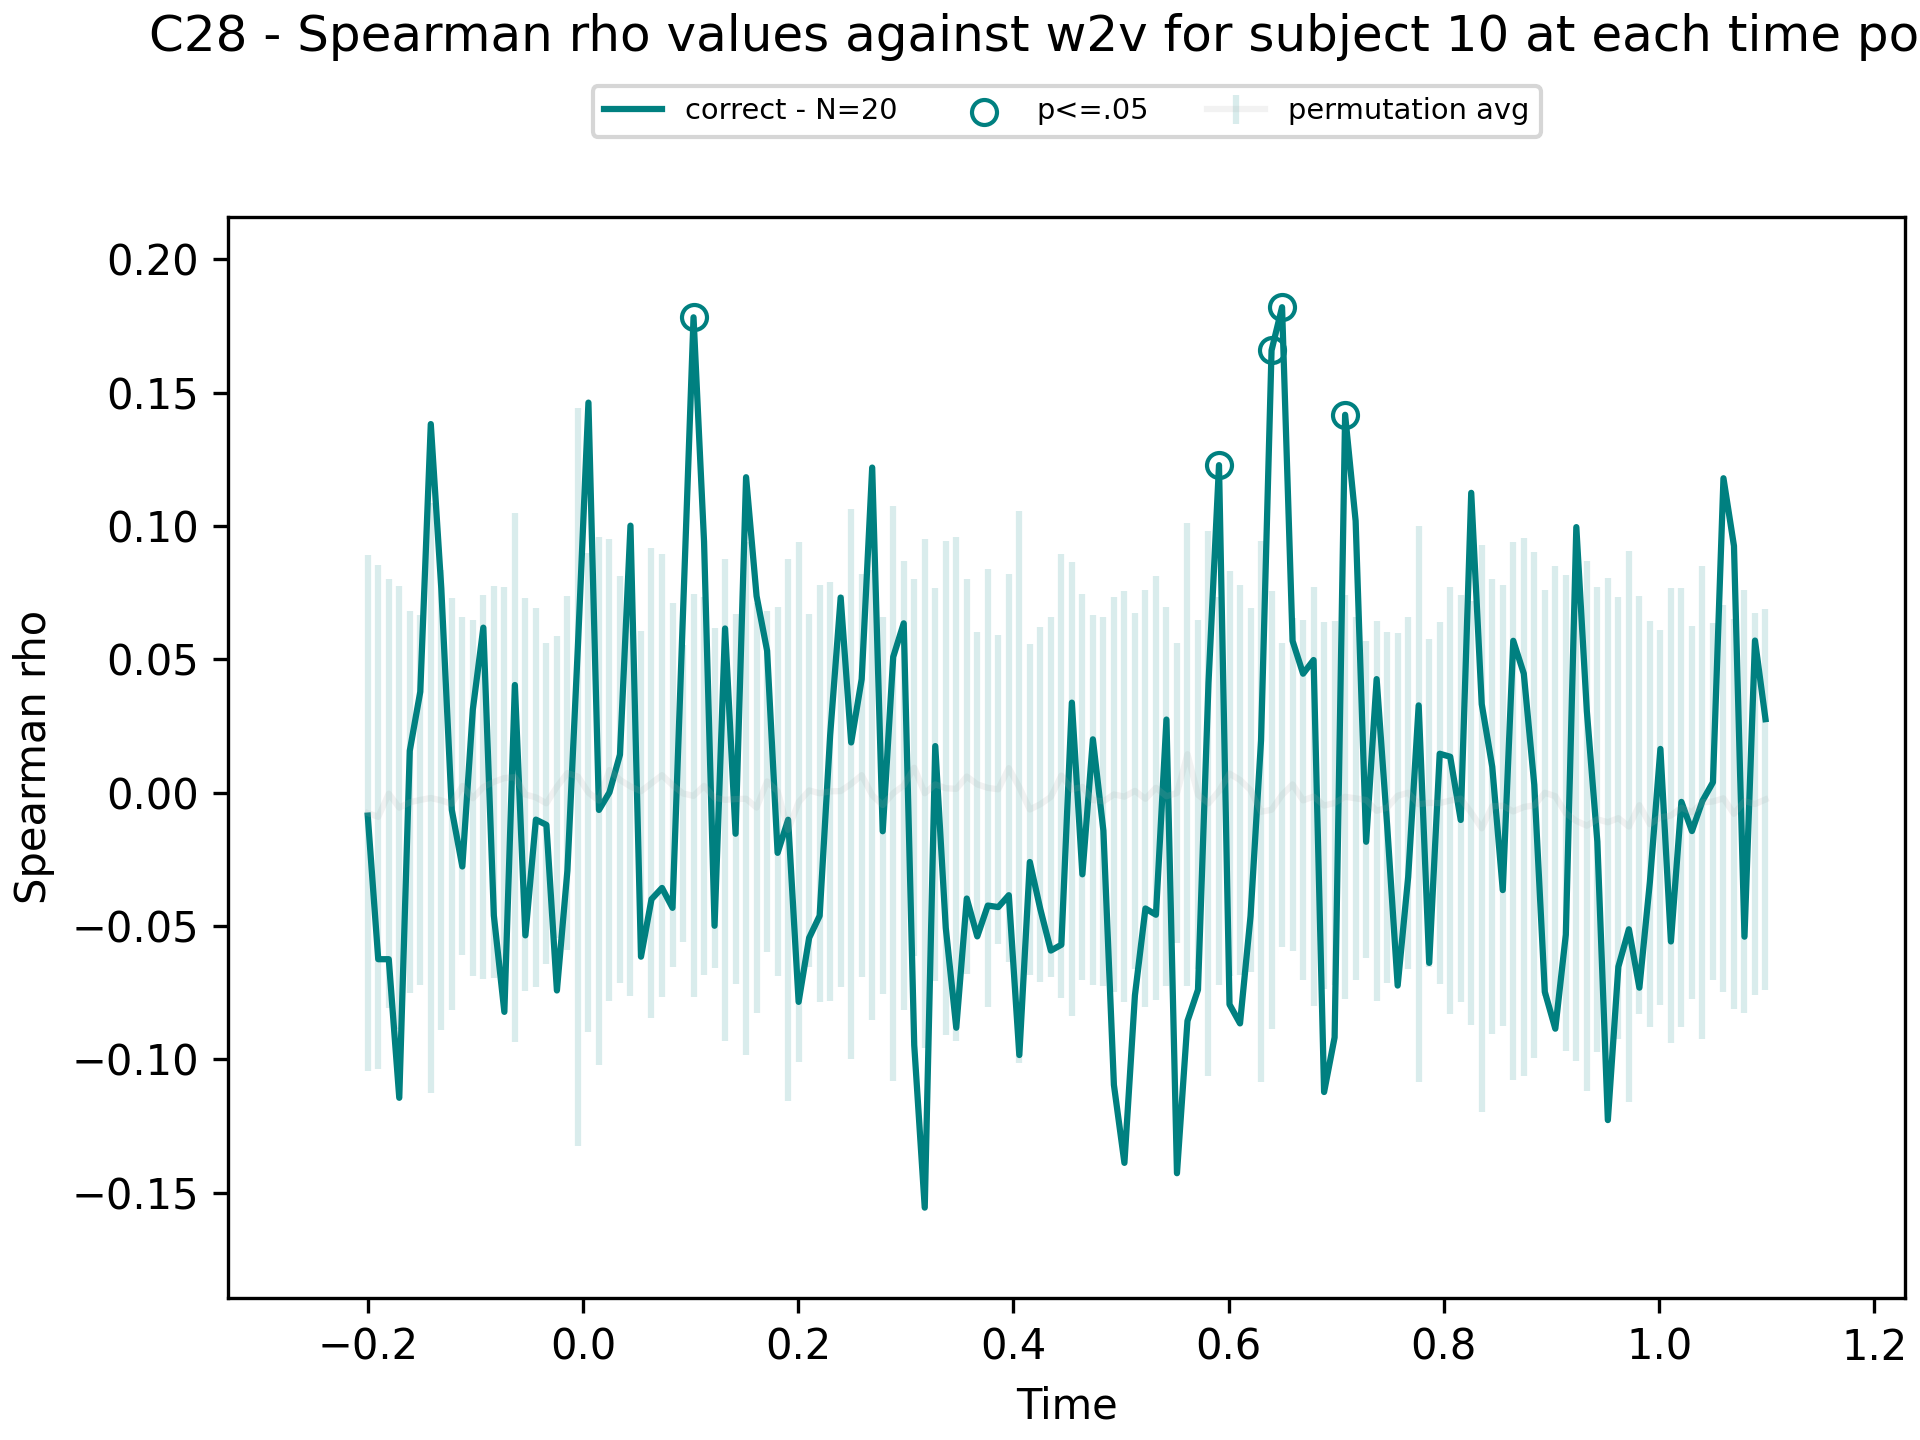 C28 - Spearman rho values against w2v for subject 10 at each time po
correct - N=20 p<=.05 permutation avg
Spearman rho
0.20
0.15
0.10
0.05
0.00
−0.05
−0.10
−0.15
−0.2 0.0 0.2 0.4 0.6 0.8 1.0 1.2
Time